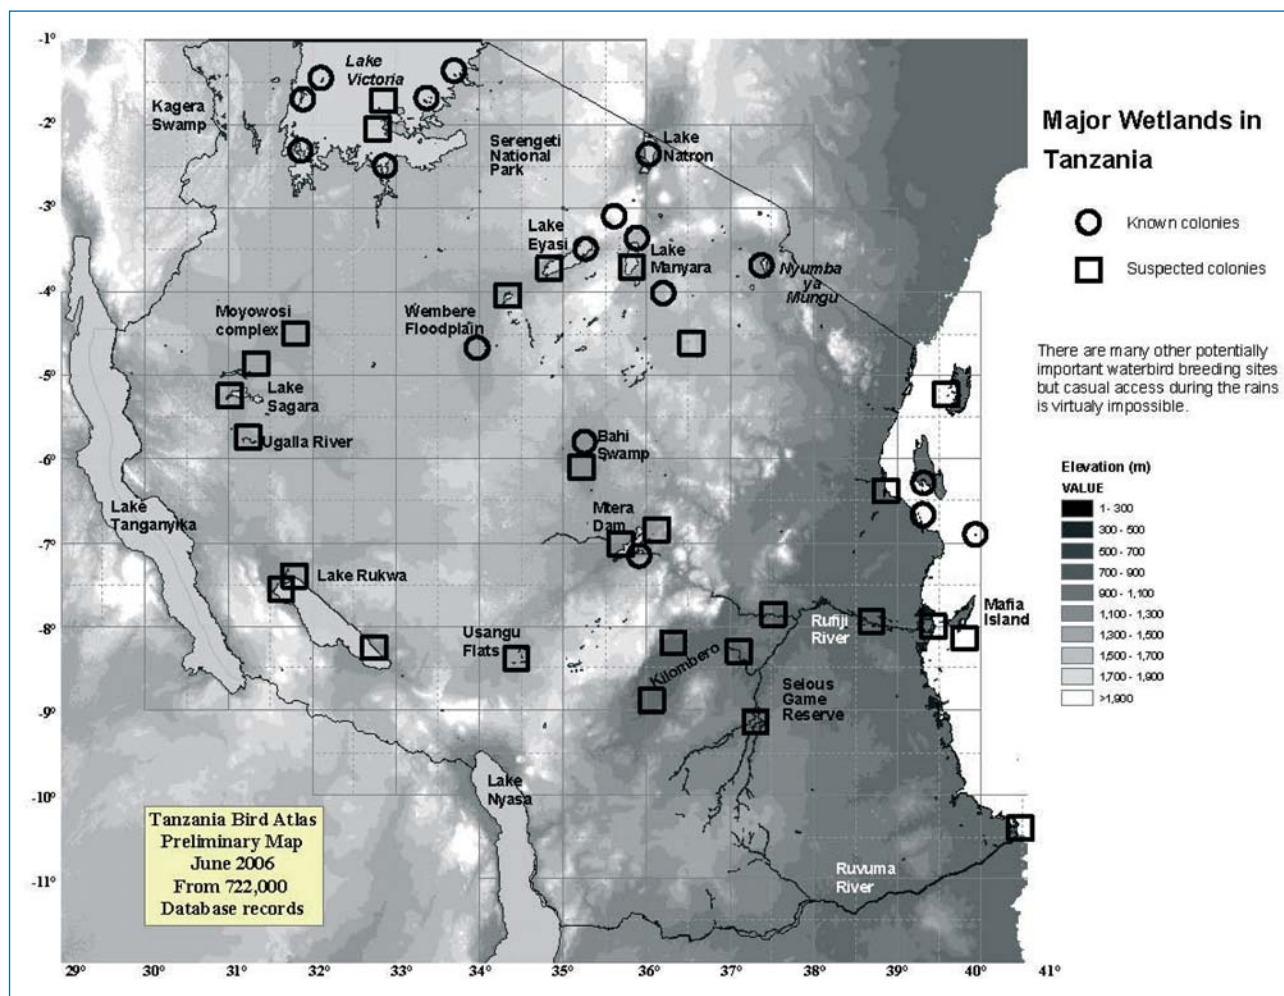 Major Wetlands in
Tanzania
Known colonies
Suspected colonies
There are many other potentially
important waterbird breeding sites
but casual access during the rains
is virtualy impossible.
Elevation (m)
VALUE
1 - 300
300 - 500
500 - 700
700 - 900
900 - 1,100
1,100 - 1,300
1,300 - 1,500
1,500 - 1,700
1,700 - 1,900
>1,900
-1°
-2°
-3°
-4°
-5°
-6°
-7°
-8°
-9°
-10°
-11°
29°
30°
31°
32°
33°
34°
35°
36°
37°
38°
39°
40°
41°
Lake
Victoria
Kagera
Swamp
Serengeti
National
Park
Lake
Natron
Lake
Eyasi
Lake
Manyara
Nyumba
ya
Mungu
Moyowosi
complex
Wembere
Floodplain
Lake
Sagara
Ugalla River
Bahi
Swamp
Lake
Tanganyika
Mtera
Dam
Lake Rukwa
Mafia
Island
Rufiji
River
Usangu
Flats
Kilombero
Selous
Game
Reserve
Lake
Nyasa
Ruvuma
River
Tanzania Bird Atlas
Preliminary Map
June 2006
From 722,000
Database records